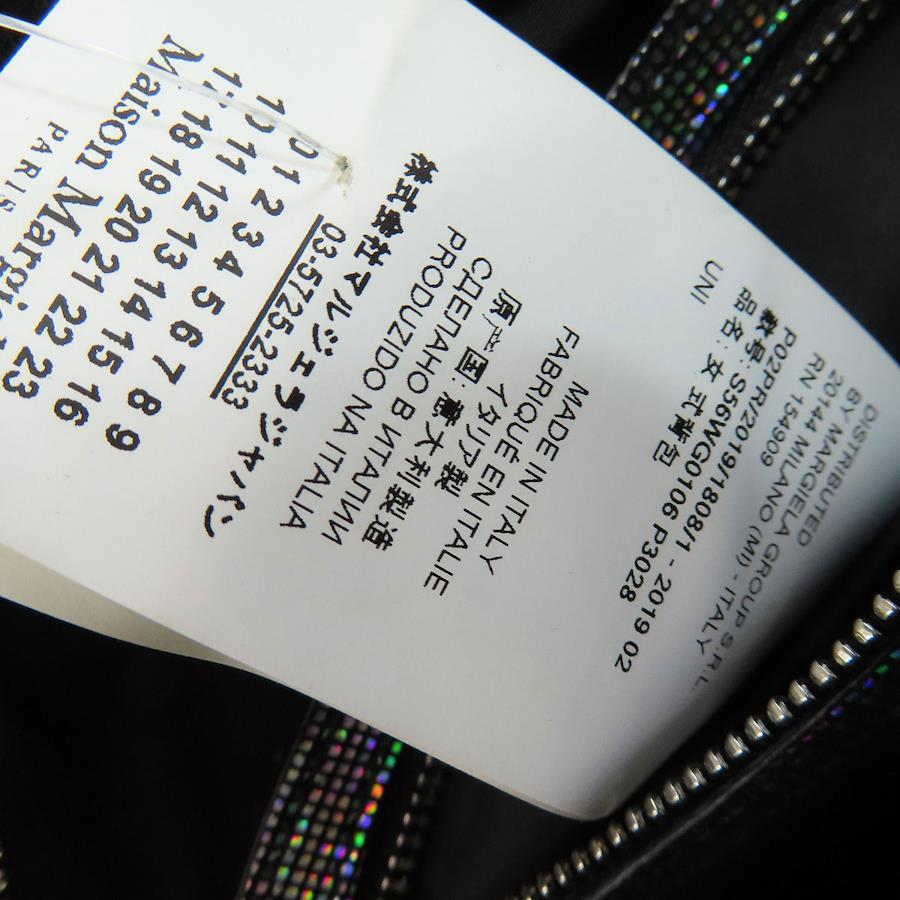 DISTRIBUTED
BY MARGIELA GROUP S.R.L.
20144 MILANO (MI) - ITALY
RN 154909
P02PR/2019/1808/1 - 2019 02
款号: S56WG0106 P3028
品名: 女式背包
UNI
MADE IN ITALY
FABRIQUÉ EN ITALIE
イタリア製
原产国: 意大利製造
СДЕЛАНО В ИТАЛИИ
PRODUZIDO NA ITALIA
株式会社マルジェラジャパン
03-5725-2333
0 1 2 3 4 5 6 7 8 9
10 11 12 13 14 15 16
17 18 19 20 21 22 23
Maison Margi
PARIS